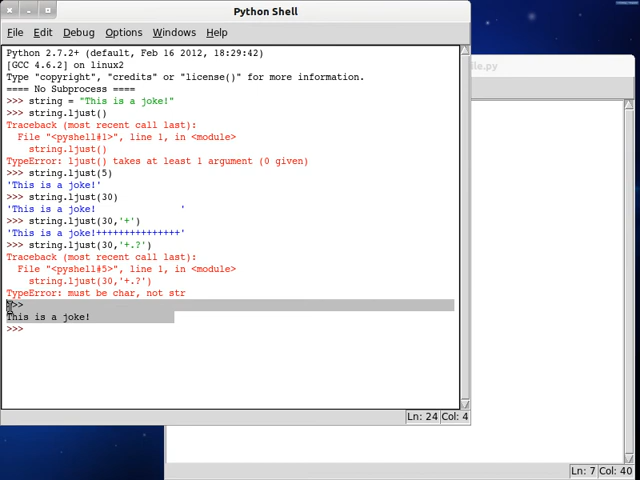 Python Shell
File Edit Debug Options Windows Help
Python 2.7.2+ (default, Feb 16 2012, 18:29:42)
[GCC 4.6.2] on linux2
Type "copyright", "credits" or "license()" for more information.
==== No Subprocess ====
>>> string = "This is a joke!"
>>> string.ljust()
Traceback (most recent call last):
  File "<pyshell#1>", line 1, in <module>
    string.ljust()
TypeError: ljust() takes at least 1 argument (0 given)
>>> string.ljust(5)
'This is a joke!'
>>> string.ljust(30)
'This is a joke!               '
>>> string.ljust(30,'+')
'This is a joke!+++++++++++++++'
>>> string.ljust(30,'+.?')
Traceback (most recent call last):
  File "<pyshell#5>", line 1, in <module>
    string.ljust(30,'+.?')
TypeError: must be char, not str
>>>
This is a joke!
>>>
Ln: 24 Col: 4
Ln: 7 Col: 40